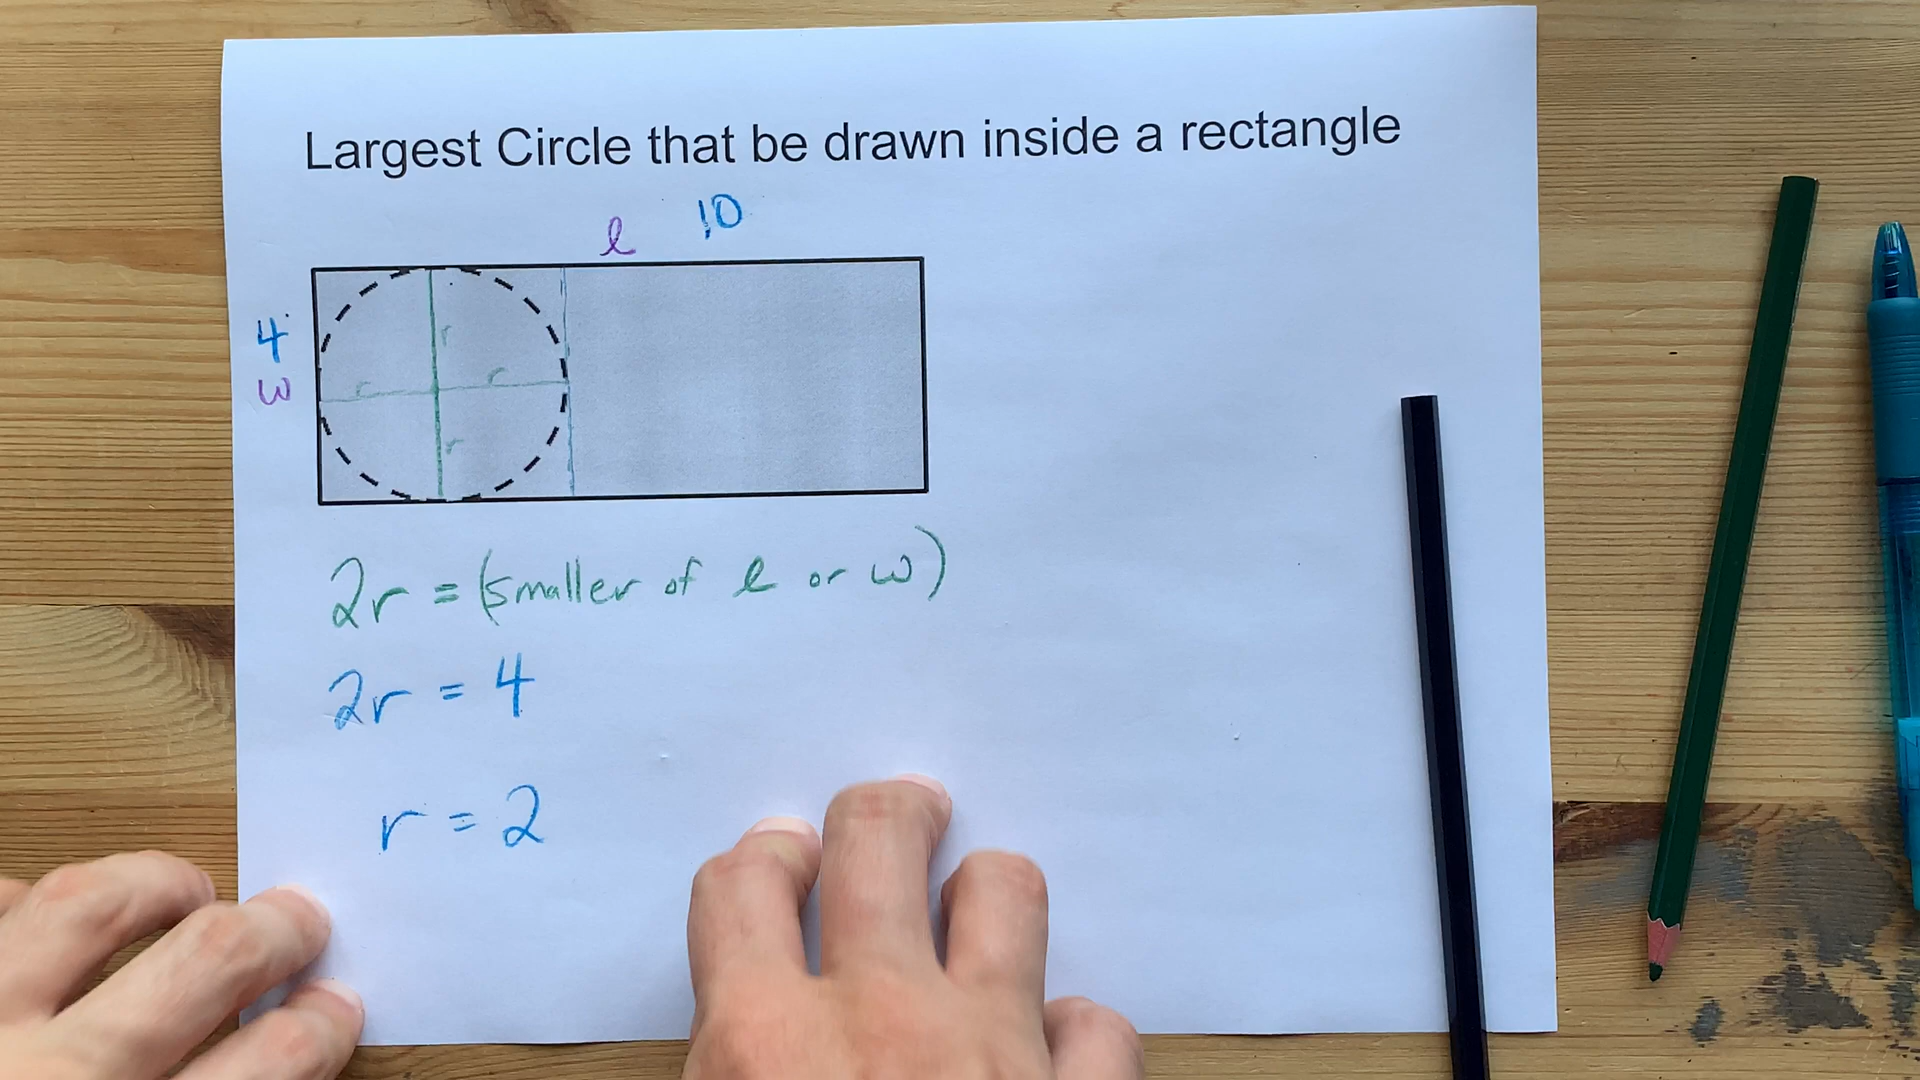 Largest Circle that be drawn inside a rectangle
l 10
4
w
r
r r
r
2r = (smaller of l or w)
2r = 4
r = 2